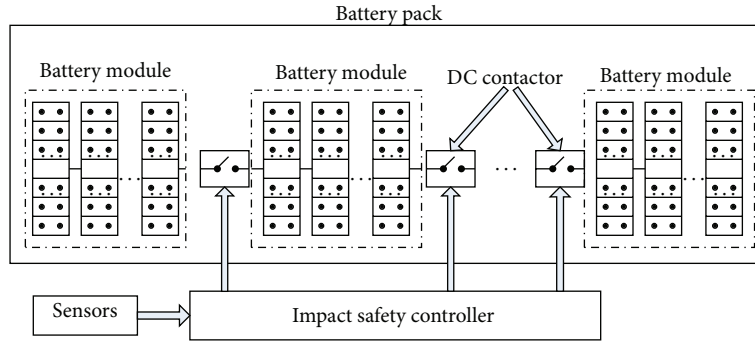 Battery pack
Battery module
Battery module
DC contactor
Battery module
Sensors
Impact safety controller